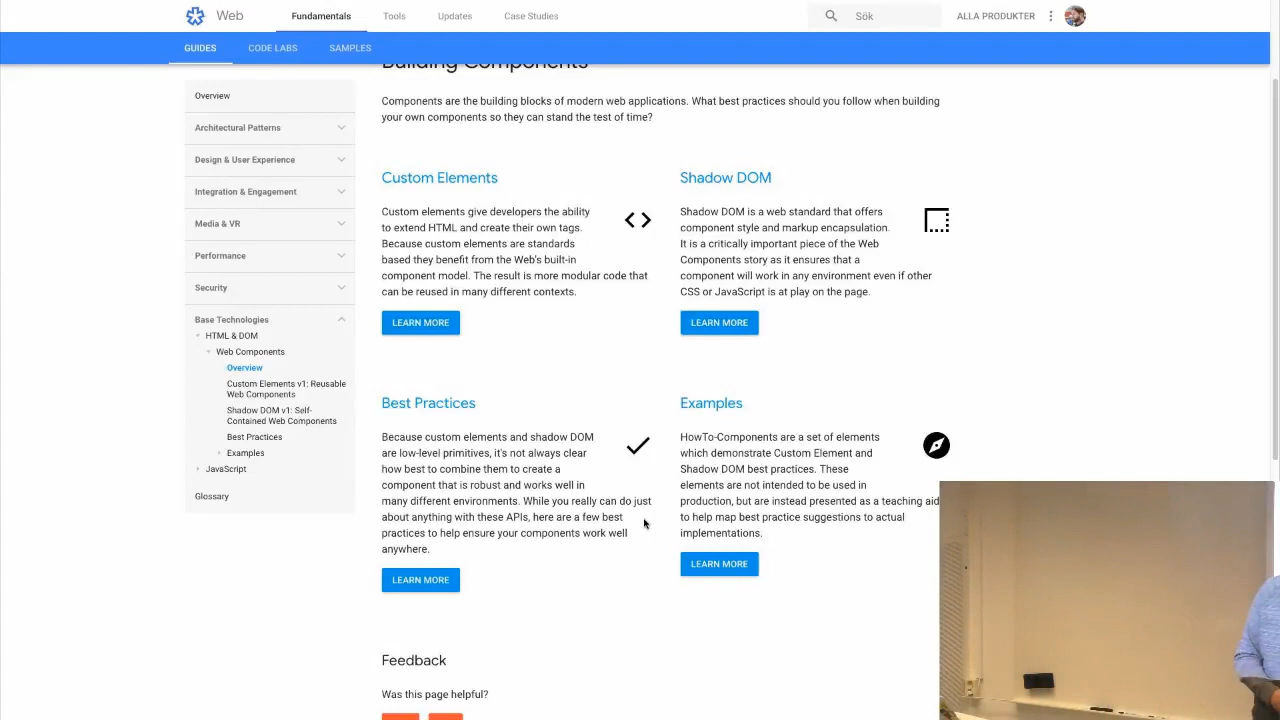 Web
Fundamentals
Tools
Updates
Case Studies
Sök
ALLA PRODUKTER
GUIDES
CODE LABS
SAMPLES
Building Components
Components are the building blocks of modern web applications. What best practices should you follow when building
your own components so they can stand the test of time?
Overview
Architectural Patterns
Design & User Experience
Integration & Engagement
Media & VR
Performance
Security
Base Technologies
HTML & DOM
Web Components
Overview
Custom Elements v1: Reusable
Web Components
Shadow DOM v1: Self-
Contained Web Components
Best Practices
Examples
JavaScript
Glossary
Custom Elements
Custom elements give developers the ability
to extend HTML and create their own tags.
Because custom elements are standards
based they benefit from the Web's built-in
component model. The result is more modular code that
can be reused in many different contexts.
LEARN MORE
Shadow DOM
Shadow DOM is a web standard that offers
component style and markup encapsulation.
It is a critically important piece of the Web
Components story as it ensures that a
component will work in any environment even if other
CSS or JavaScript is at play on the page.
LEARN MORE
Best Practices
Because custom elements and shadow DOM
are low-level primitives, it's not always clear
how best to combine them to create a
component that is robust and works well in
many different environments. While you really can do just
about anything with these APIs, here are a few best
practices to help ensure your components work well
anywhere.
LEARN MORE
Examples
HowTo-Components are a set of elements
which demonstrate Custom Element and
Shadow DOM best practices. These
elements are not intended to be used in
production, but are instead presented as a teaching aid
to help map best practice suggestions to actual
implementations.
LEARN MORE
Feedback
Was this page helpful?